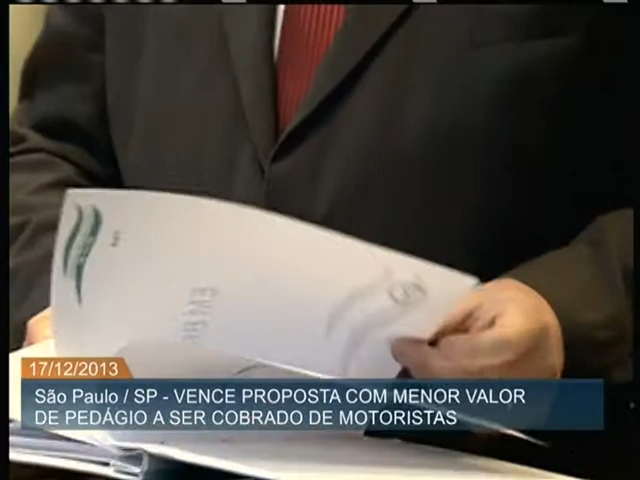 17/12/2013
São Paulo / SP - VENCE PROPOSTA COM MENOR VALOR
DE PEDÁGIO A SER COBRADO DE MOTORISTAS